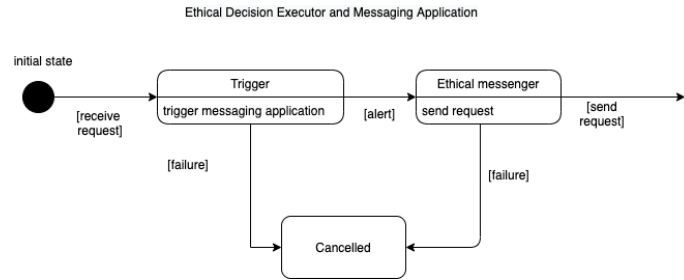 Ethical Decision Executor and Messaging Application
initial state
Trigger
Ethical messenger
trigger messaging application
send request
[receive
request]
[alert]
[send
request]
[failure]
[failure]
Cancelled